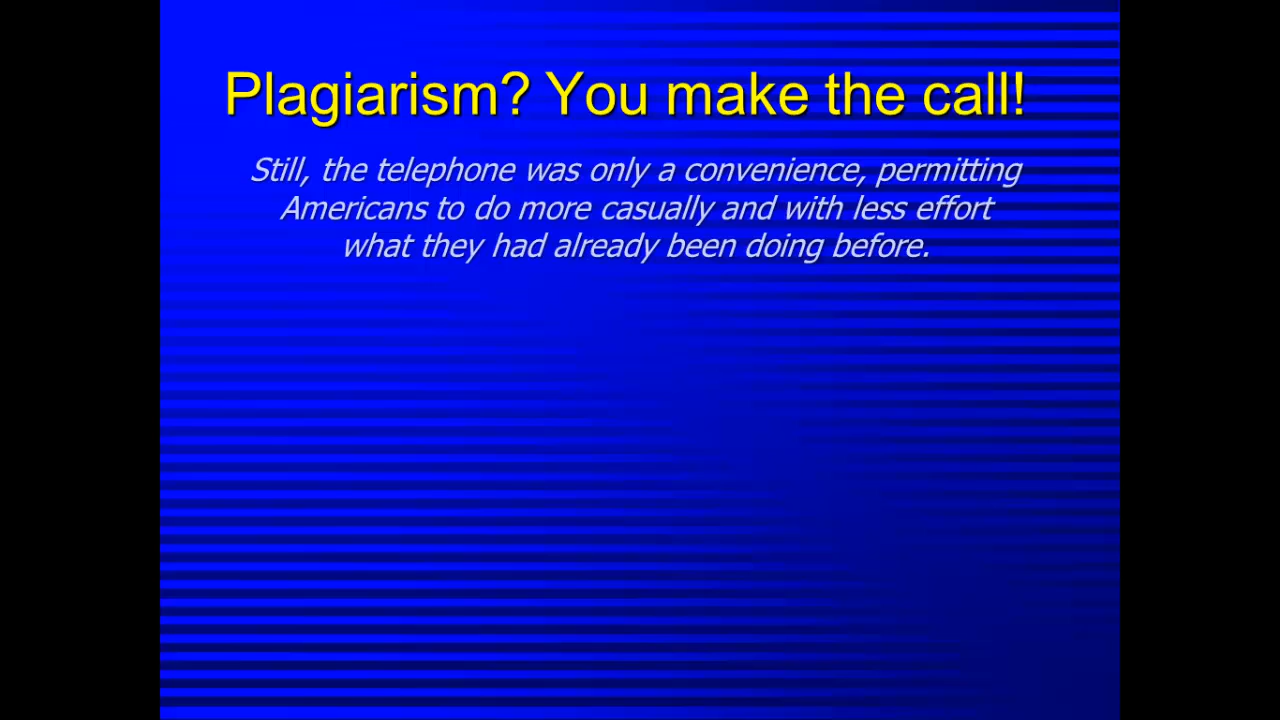 Plagiarism? You make the call!
Still, the telephone was only a convenience, permitting
Americans to do more casually and with less effort
what they had already been doing before.